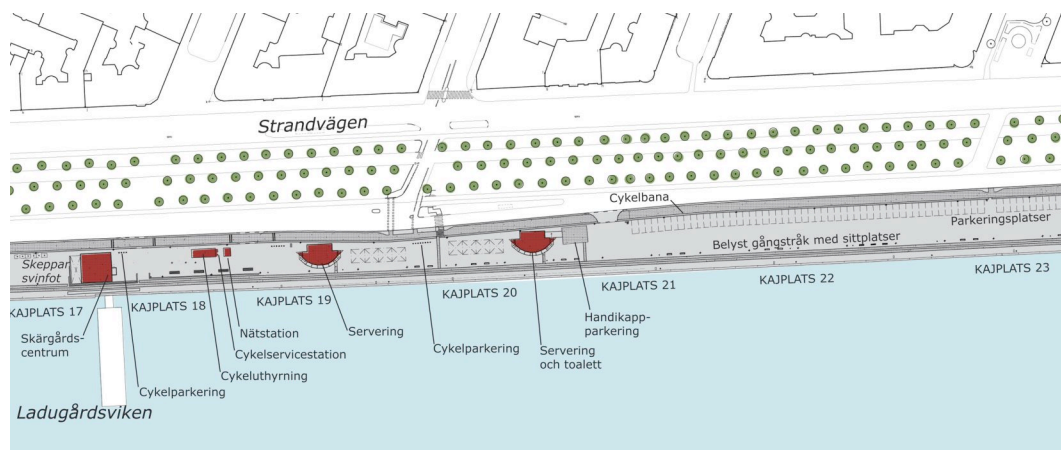 Strandvägen
Cykelbana
Parkeringsplatser
Belyst gångstråk med sittplatser
Skeppar
svinfot
KAJPLATS 17
KAJPLATS 18
KAJPLATS 19
KAJPLATS 20
KAJPLATS 21
KAJPLATS 22
KAJPLATS 23
Skärgårds-
centrum
Nätstation
Cykelservicestation
Cykeluthyrning
Cykelparkering
Servering
Cykelparkering
Servering
och toalett
Handikapp-
parkering
Ladugårdsviken